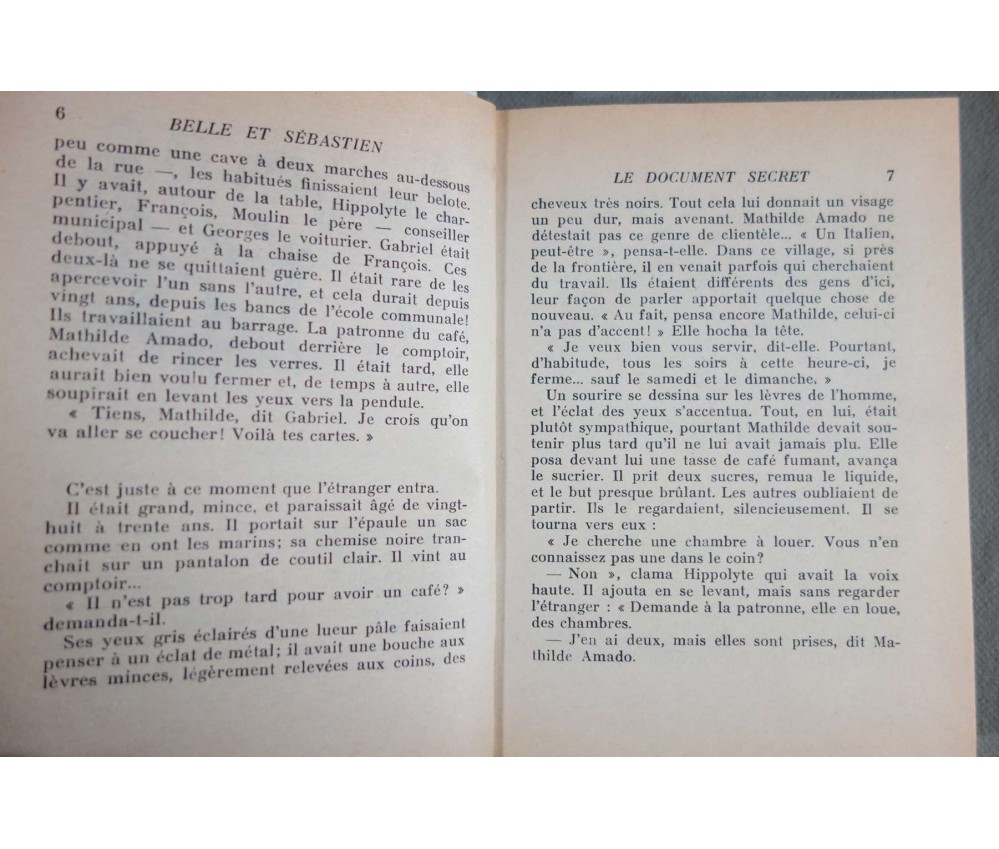 6
BELLE ET SÉBASTIEN
peu comme une cave à deux marches au-dessous
de la rue —, les habitués finissaient leur belote.
Il y avait, autour de la table, Hippolyte le char-
pentier, François, Moulin le père — conseiller
municipal — et Georges le voiturier. Gabriel était
debout, appuyé à la chaise de François. Ces
deux-là ne se quittaient guère. Il était rare de les
apercevoir l'un sans l'autre, et cela durait depuis
vingt ans, depuis les bancs de l'école communale!
Ils travaillaient au barrage. La patronne du café,
Mathilde Amado, debout derrière le comptoir,
achevait de rincer les verres. Il était tard, elle
aurait bien voulu fermer et, de temps à autre, elle
soupirait en levant les yeux vers la pendule.
« Tiens, Mathilde, dit Gabriel. Je crois qu'on
va aller se coucher! Voilà tes cartes. »
C'est juste à ce moment que l'étranger entra.
Il était grand, mince, et paraissait âgé de vingt-
huit à trente ans. Il portait sur l'épaule un sac
comme en ont les marins; sa chemise noire tran-
chait sur un pantalon de coutil clair. Il vint au
comptoir...
« Il n'est pas trop tard pour avoir un café? »
demanda-t-il.
Ses yeux gris éclairés d'une lueur pâle faisaient
penser à un éclat de métal; il avait une bouche aux
lèvres minces, légèrement relevées aux coins, des
LE DOCUMENT SECRET 7
cheveux très noirs. Tout cela lui donnait un visage
un peu dur, mais avenant. Mathilde Amado ne
détestait pas ce genre de clientèle... « Un Italien,
peut-être », pensa-t-elle. Dans ce village, si près
de la frontière, il en venait parfois qui cherchaient
du travail. Ils étaient différents des gens d'ici,
leur façon de parler apportait quelque chose de
nouveau. « Au fait, pensa encore Mathilde, celui-ci
n'a pas d'accent! » Elle hocha la tête.
« Je veux bien vous servir, dit-elle. Pourtant,
d'habitude, tous les soirs à cette heure-ci, je
ferme... sauf le samedi et le dimanche. »
Un sourire se dessina sur les lèvres de l'homme,
et l'éclat des yeux s'accentua. Tout, en lui, était
plutôt sympathique, pourtant Mathilde devait sou-
tenir plus tard qu'il ne lui avait jamais plu. Elle
posa devant lui une tasse de café fumant, avança
le sucrier. Il prit deux sucres, remua le liquide,
et le but presque brûlant. Les autres oubliaient de
partir. Ils le regardaient, silencieusement. Il se
tourna vers eux :
« Je cherche une chambre à louer. Vous n'en
connaissez pas une dans le coin?
— Non », clama Hippolyte qui avait la voix
haute. Il ajouta en se levant, mais sans regarder
l'étranger : « Demande à la patronne, elle en loue,
des chambres.
— J'en ai deux, mais elles sont prises, dit Ma-
thilde Amado.